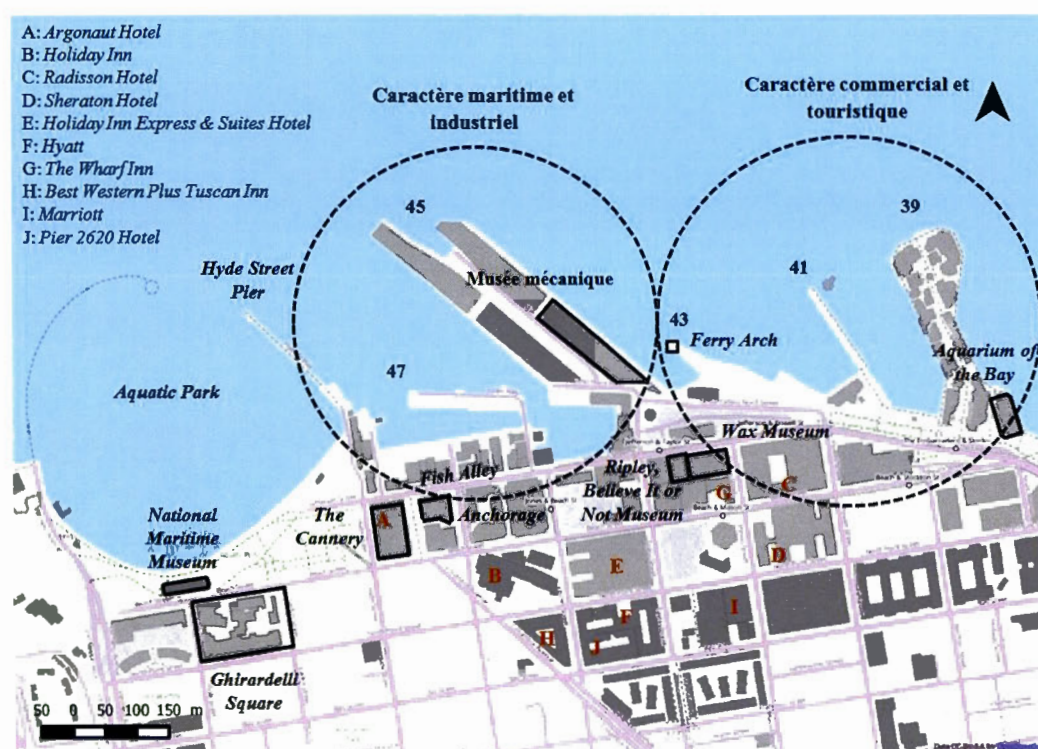 A: Argonaut Hotel
B: Holiday Inn
C: Radisson Hotel
D: Sheraton Hotel
E: Holiday Inn Express & Suites Hotel
F: Hyatt
G: The Wharf Inn
H: Best Western Plus Tuscan Inn
I: Marriott
J: Pier 2620 Hotel
Caractère maritime et
industriel
Caractère commercial et
touristique
45
39
Hyde Street
Pier
Musée mécanique
41
43
Ferry Arch
47
Aquarium of
the Bay
Aquatic Park
Wax Museum
Fish Alley
Ripley,
Believe It or
Not Museum
Anchorage
The
Cannery
National
Maritime
Museum
A
G
C
B
E
D
F
I
H
J
Ghirardelli
Square
50 0 50 100 150 m